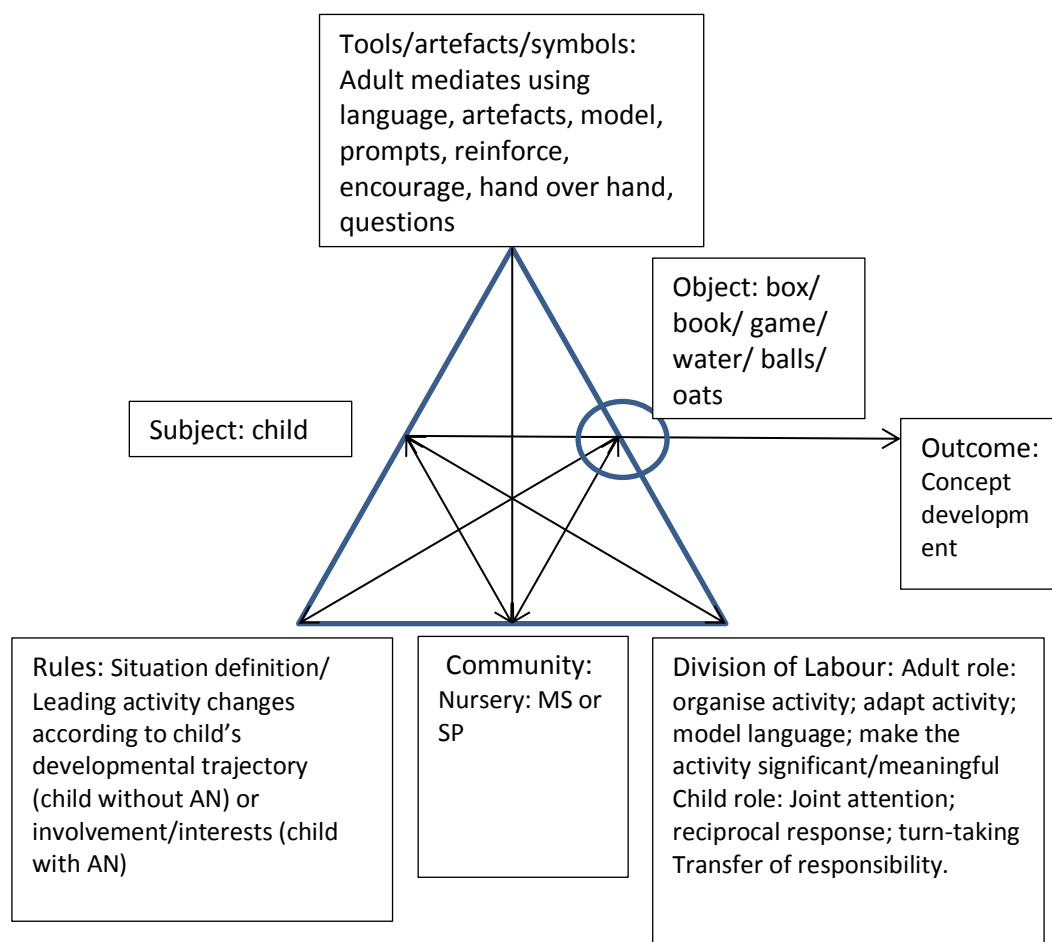 Tools/artefacts/symbols:
Adult mediates using
language, artefacts, model,
prompts, reinforce,
encourage, hand over hand,
questions
Object: box/
book/ game/
water/ balls/
oats
Subject: child
Outcome:
Concept
developm
ent
Rules: Situation definition/
Leading activity changes
according to child’s
developmental trajectory
(child without AN) or
involvement/interests (child
with AN)
Community:
Nursery: MS or
SP
Division of Labour: Adult role:
organise activity; adapt activity;
model language; make the
activity significant/meaningful
Child role: Joint attention;
reciprocal response; turn-taking
Transfer of responsibility.